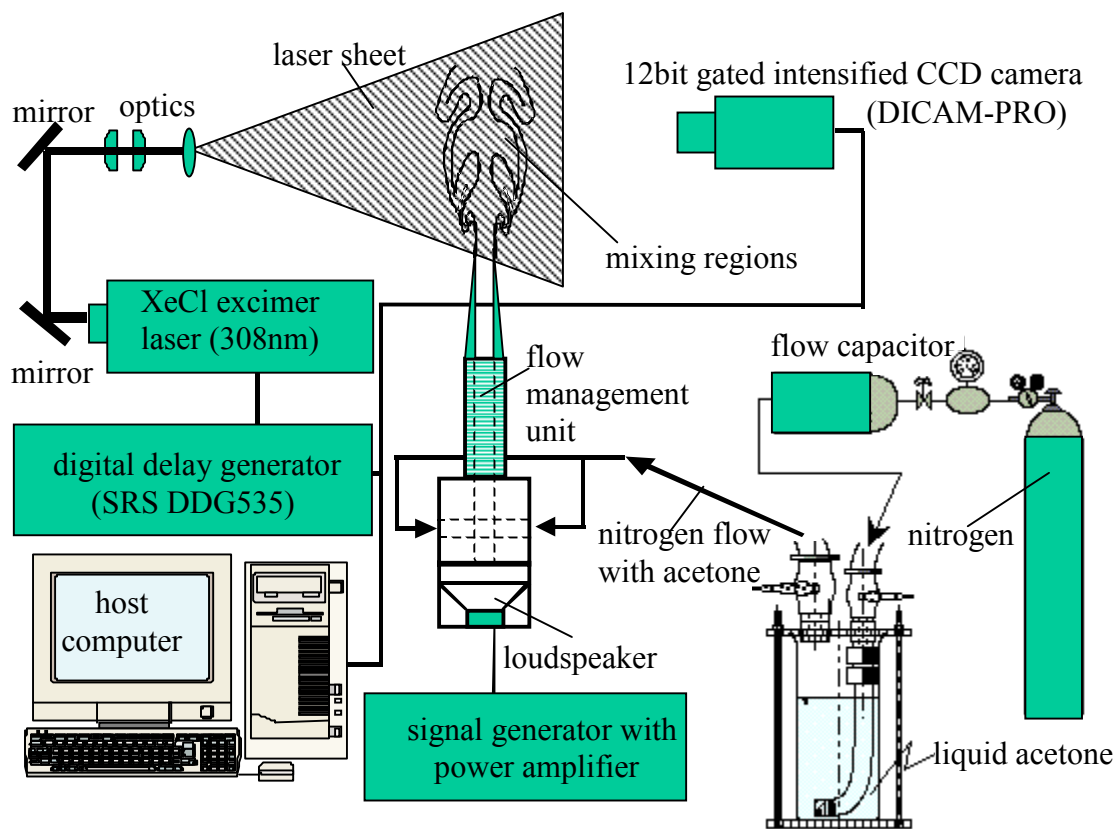 laser sheet
12bit gated intensified CCD camera
(DICAM-PRO)
mirror
optics
mixing regions
XeCl excimer
laser (308nm)
mirror
flow capacitor
flow
management
unit
digital delay generator
(SRS DDG535)
nitrogen flow
with acetone
nitrogen
host
computer
loudspeaker
signal generator with
power amplifier
liquid acetone